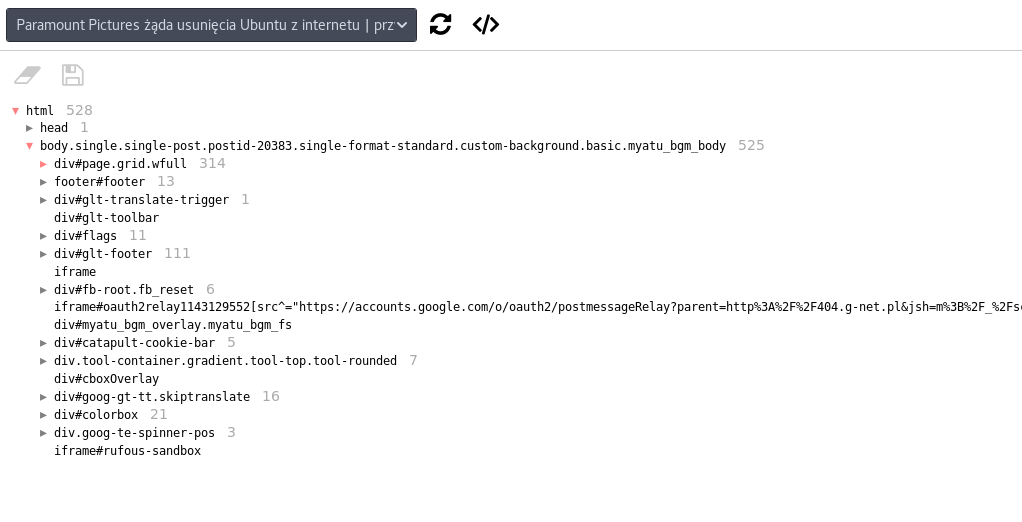 Paramount Pictures żąda usunięcia Ubuntu z internetu | prz
html 528
head 1
body.single.single-post.postid-20383.single-format-standard.custom-background.basic.myatu_bgm_body 525
div#page.grid.wfull 314
footer#footer 13
div#glt-translate-trigger 1
div#glt-toolbar
div#flags 11
div#glt-footer 111
iframe
div#fb-root.fb_reset 6
iframe#oauth2relay1143129552[src^="https://accounts.google.com/o/oauth2/postmessageRelay?parent=http%3A%2F%2F404.g-net.pl&jsh=m%3B%2F_%2Fs
div#myatu_bgm_overlay.myatu_bgm_fs
div#catapult-cookie-bar 5
div.tool-container.gradient.tool-top.tool-rounded 7
div#cboxOverlay
div#goog-gt-tt.skiptranslate 16
div#colorbox 21
div.goog-te-spinner-pos 3
iframe#rufous-sandbox